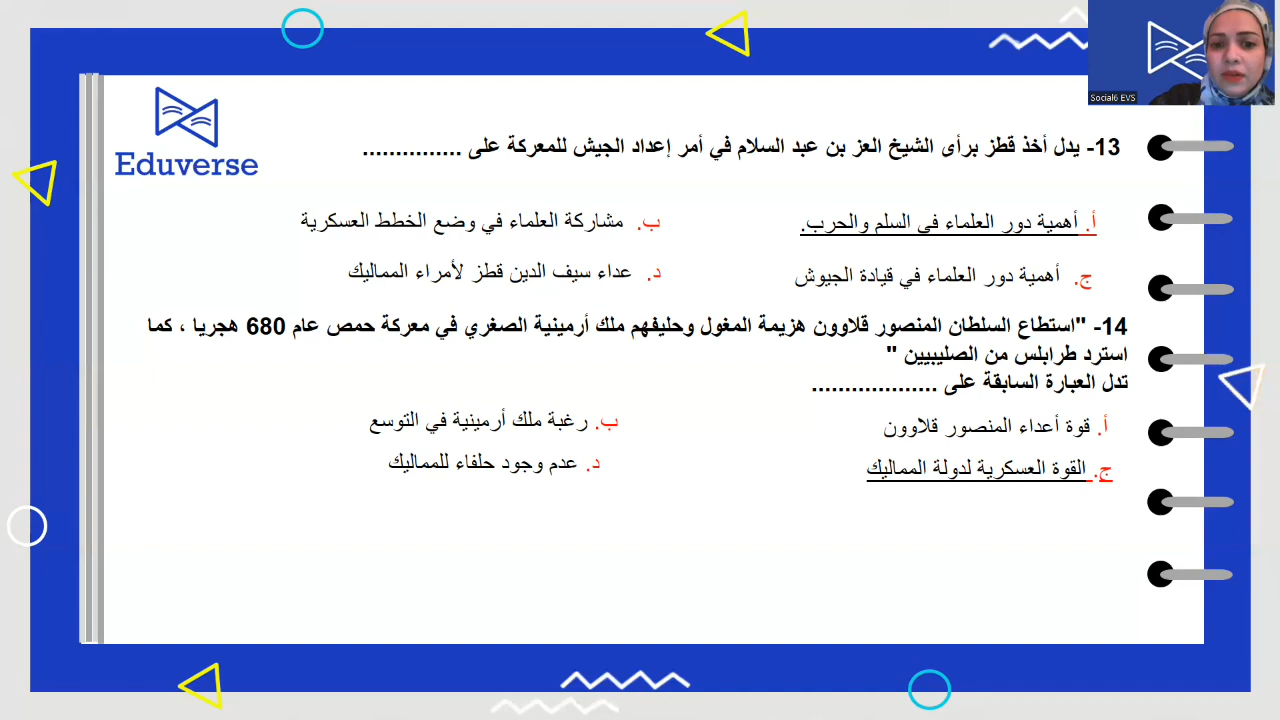 Eduverse
Social6 EVS
13- يدل أخذ قطز برأى الشيخ العز بن عبد السلام في أمر إعداد الجيش للمعركة على ...............
أ. أهمية دور العلماء في السلم والحرب.
ب. مشاركة العلماء في وضع الخطط العسكرية
ج. أهمية دور العلماء في قيادة الجيوش
د. عداء سيف الدين قطز لأمراء المماليك
14- "استطاع السلطان المنصور قلاوون هزيمة المغول وحليفهم ملك أرمينية الصغري في معركة حمص عام 680 هجريا ، كما
استرد طرابلس من الصليبيين "
تدل العبارة السابقة على ...................
أ. قوة أعداء المنصور قلاوون
ب. رغبة ملك أرمينية في التوسع
ج. القوة العسكرية لدولة المماليك
د. عدم وجود حلفاء للمماليك